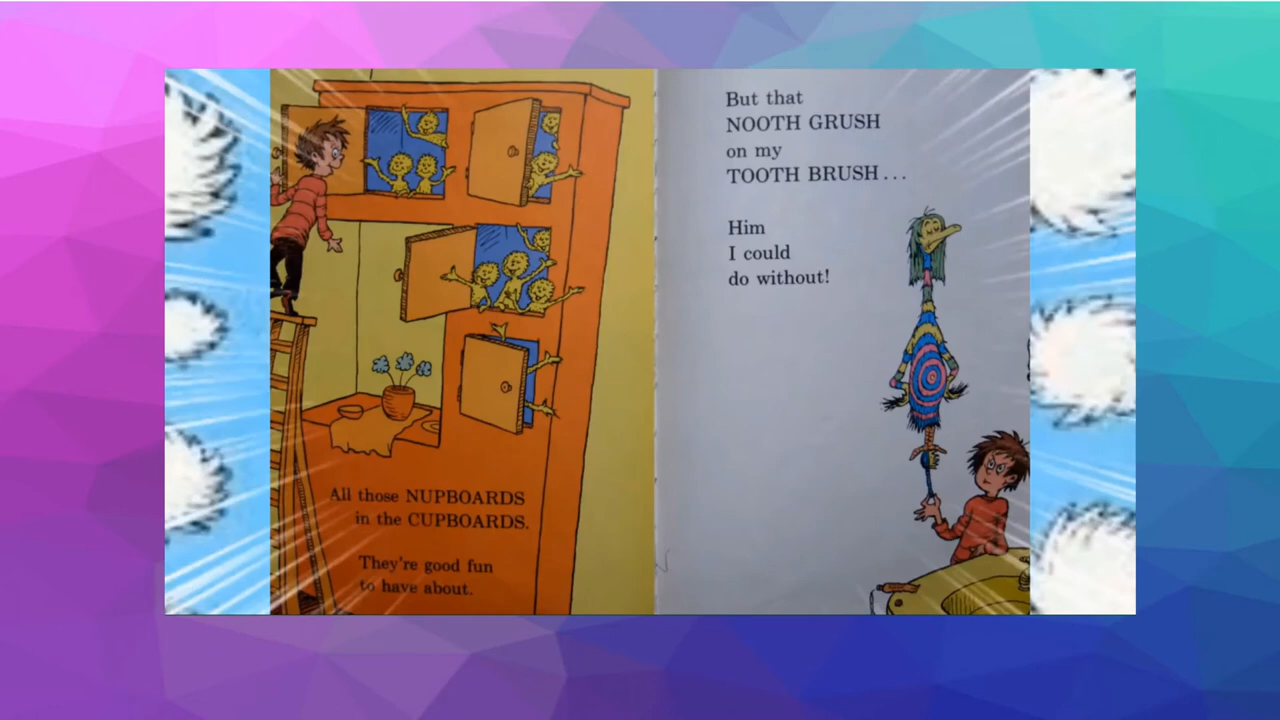 All those NUPBOARDS
in the CUPBOARDS.
They're good fun
to have about.
But that
NOOTH GRUSH
on my
TOOTH BRUSH...
Him
I could
do without!